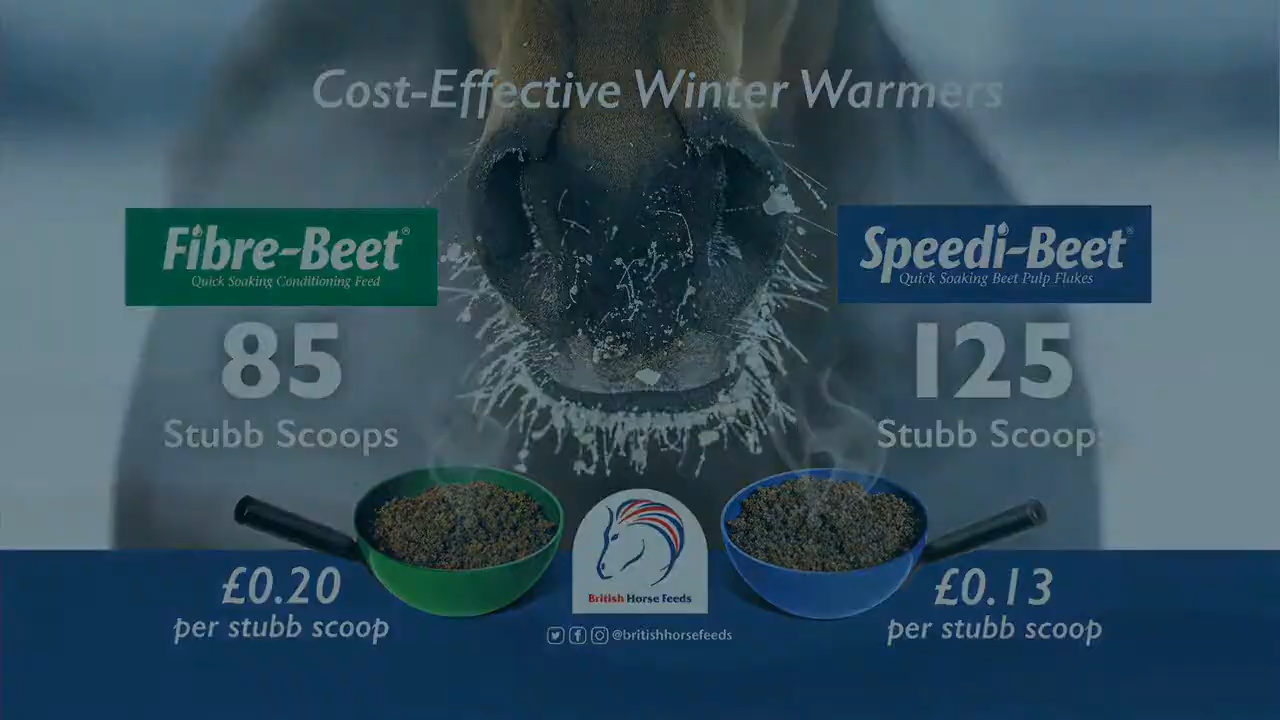 Cost-Effective Winter Warmers
Fibre-Beet®
Quick Soaking Conditioning Feed
85
Stubb Scoops
£0.20
per stubb scoop
Speedi-Beet®
Quick Soaking Beet Pulp Flakes
125
Stubb Scoops
£0.13
per stubb scoop
British Horse Feeds
@britishhorsefeeds